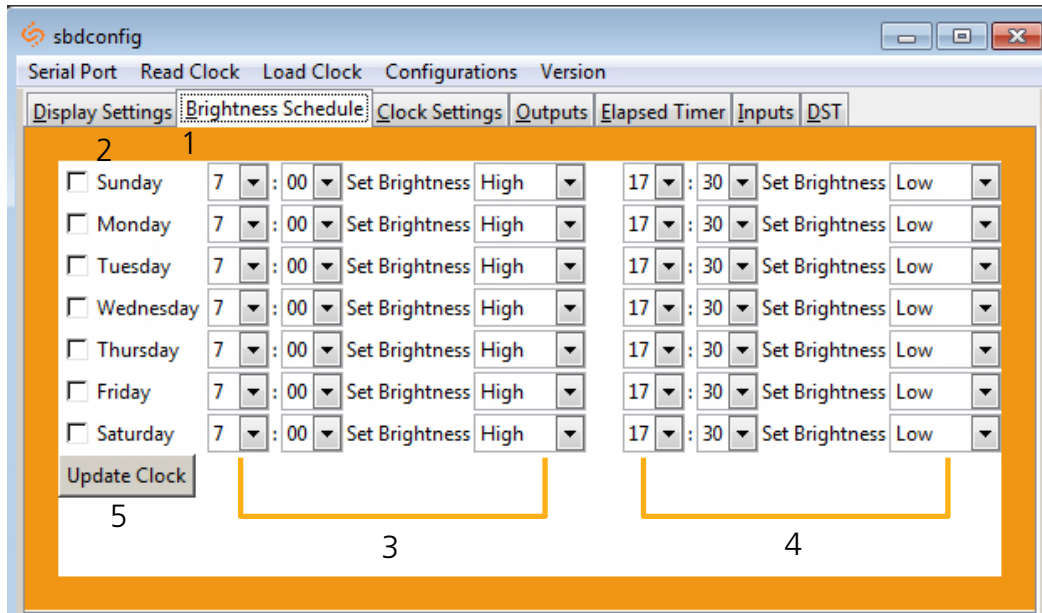 sbdconfig
Serial Port Read Clock Load Clock Configurations Version
Display Settings Brightness Schedule Clock Settings Outputs Elapsed Timer Inputs DST
2 1
Sunday 7 : 00 Set Brightness High 17 : 30 Set Brightness Low
Monday 7 : 00 Set Brightness High 17 : 30 Set Brightness Low
Tuesday 7 : 00 Set Brightness High 17 : 30 Set Brightness Low
Wednesday 7 : 00 Set Brightness High 17 : 30 Set Brightness Low
Thursday 7 : 00 Set Brightness High 17 : 30 Set Brightness Low
Friday 7 : 00 Set Brightness High 17 : 30 Set Brightness Low
Saturday 7 : 00 Set Brightness High 17 : 30 Set Brightness Low
Update Clock
5
3 4